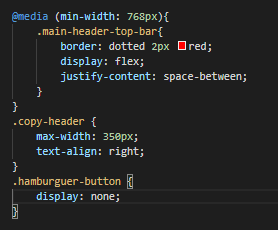 @media (min-width: 768px){
.main-header-top-bar{
border: dotted 2px red;
display: flex;
justify-content: space-between;
}
}
.copy-header {
max-width: 350px;
text-align: right;
}
.hamburguer-button {
display: none;
}